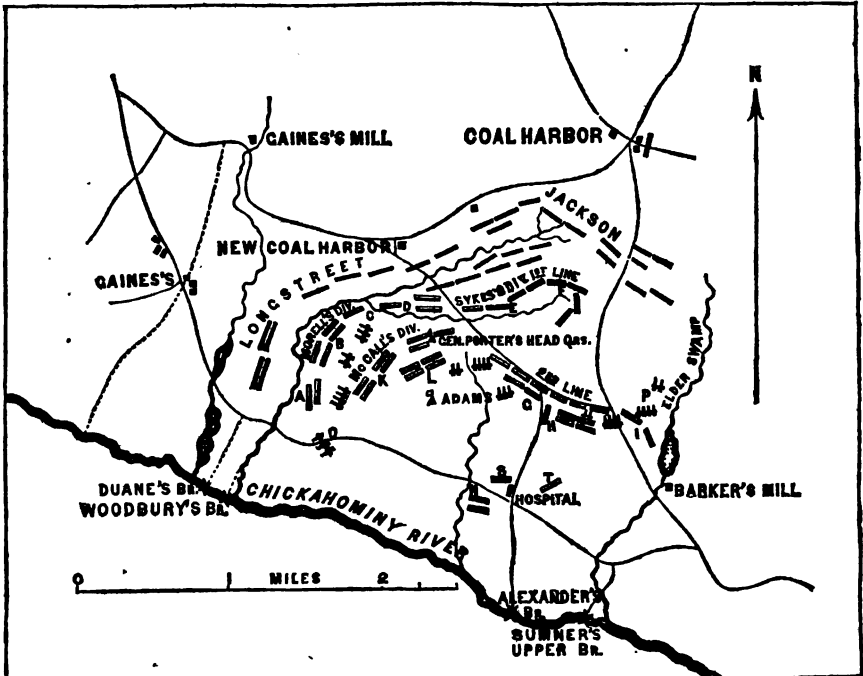 N
GAINES'S MILL
COAL HARBOR
JACKSON
NEW COAL HARBOR
GAINES'S
LONGSTREET
SYKES'S DIV. 1ST LINE
F
E
D
C
MORELL'S DIV.
B
McCALL'S DIV.
GEN. PORTER'S HEAD QRS.
K
L
A
ADAMS
2ND LINE
G
H
P
I
ELDER SWAMP
O
S
T
HOSPITAL
BARKER'S MILL
DUANE'S BR.
WOODBURY'S BR.
CHICKAHOMINY RIVER
0 1 MILES 2
ALEXANDER'S
BR.
SUMNER'S
UPPER BR.